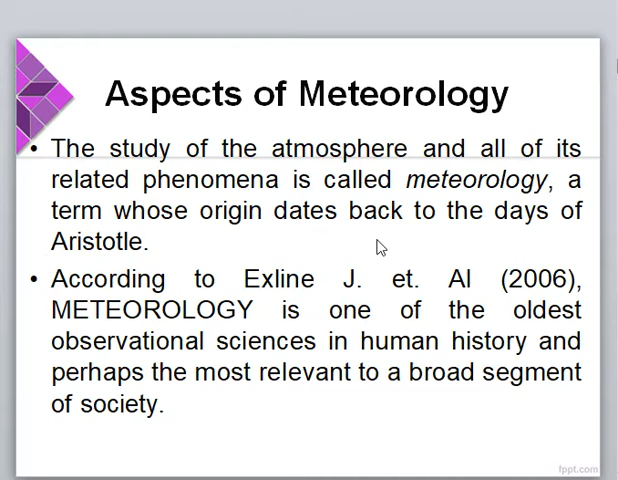 Aspects of Meteorology
• The study of the atmosphere and all of its
related phenomena is called meteorology, a
term whose origin dates back to the days of
Aristotle.
• According to Exline J. et. Al (2006),
METEOROLOGY is one of the oldest
observational sciences in human history and
perhaps the most relevant to a broad segment
of society.
fppt.com